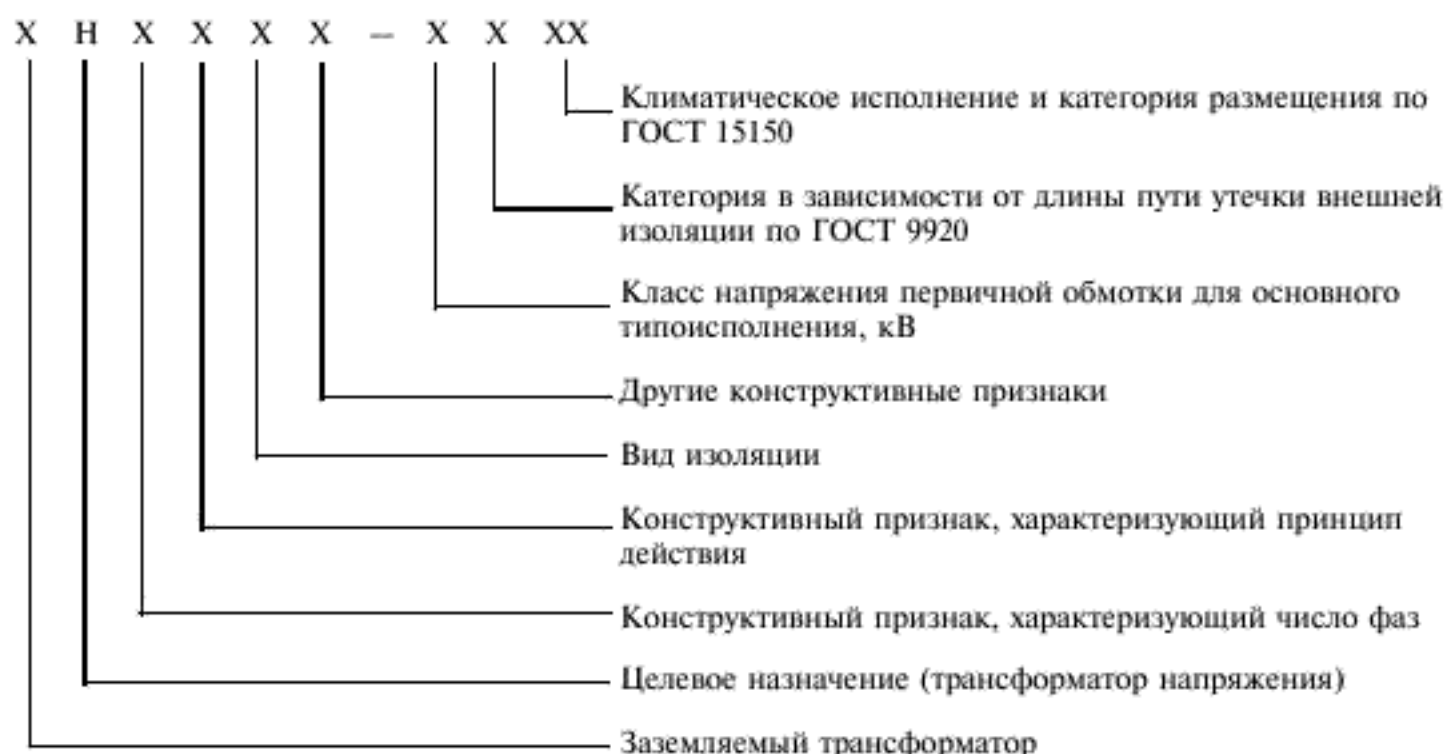 Х Н Х Х Х Х – Х Х ХХ
Климатическое исполнение и категория размещения по
ГОСТ 15150
Категория в зависимости от длины пути утечки внешней
изоляции по ГОСТ 9920
Класс напряжения первичной обмотки для основного
типоисполнения, кВ
Другие конструктивные признаки
Вид изоляции
Конструктивный признак, характеризующий принцип
действия
Конструктивный признак, характеризующий число фаз
Целевое назначение (трансформатор напряжения)
Заземляемый трансформатор